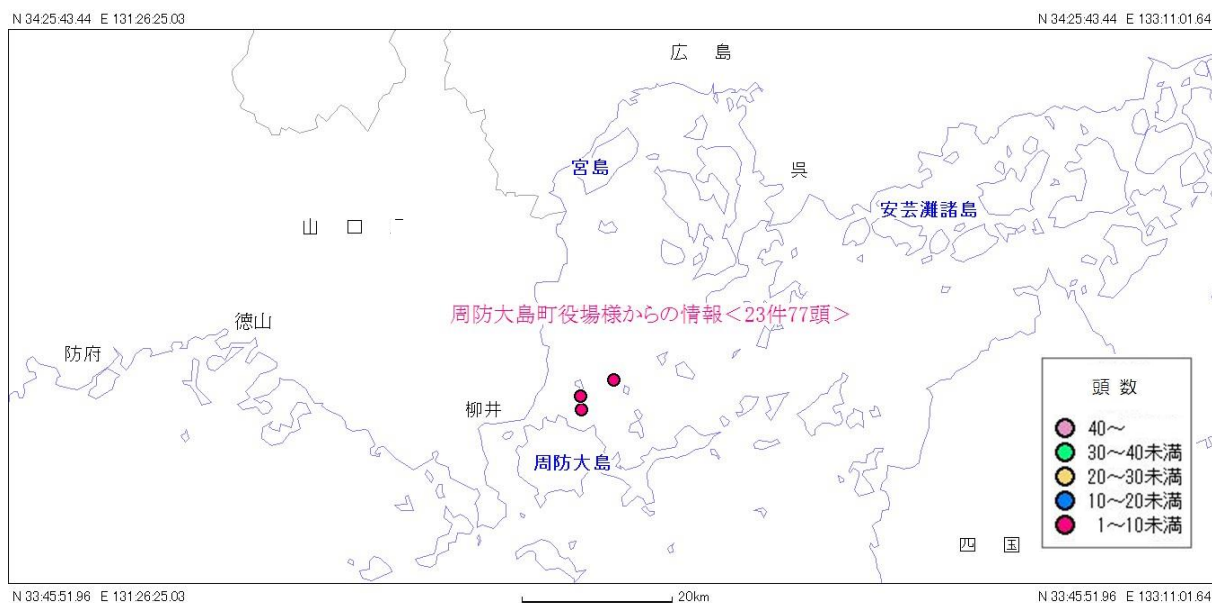 N 34:25:43.44 E 131:26:25.03
N 34:25:43.44 E 133:11:01.64
広 島
宮島
呉
安芸灘諸島
山 口
周防大島町役場様からの情報＜23件77頭＞
徳山
防府
柳井
周防大島
頭 数
40～
30～40未満
20～30未満
10～20未満
1～10未満
四 国
N 33:45:51.96 E 131:26:25.03
20km
N 33:45:51.96 E 133:11:01.64